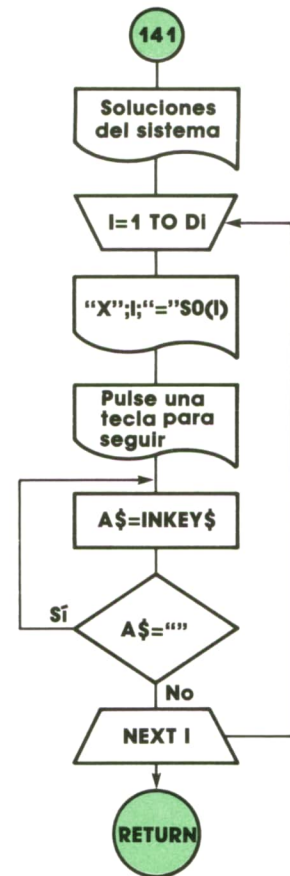 141
Soluciones
del sistema
I=1 TO Di
“X”;I;“=”S0(I)
Pulse una
tecla para
seguir
A$=INKEY$
Sí
A$=“”
No
NEXT I
RETURN